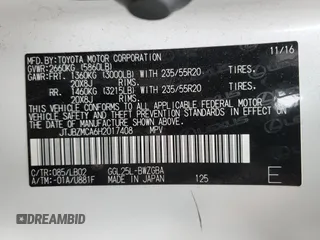 MFD.BY:TOYOTA MOTOR CORPORATION 11/16
GVWR:2660KG (5860LB)
GAWR:FRT. 1360KG (3000LB) WITH 235/55R20 TIRES.
20X8J RIMS.
RR. 1460KG (3215LB) WITH 235/55R20 TIRES.
20X8J RIMS.
THIS VEHICLE CONFORMS TO ALL APPLICABLE FEDERAL
MOTOR VEHICLE SAFETY, BUMPER, AND THEFT PREVENTION
STANDARDS IN EFFECT ON THE DATE OF MANUFACTURE
SHOWN ABOVE.
JTJBZMCA6H2017408 MPV
C/TR:085/LB02 GGL25L-BWZGBA
A/TM:-01A/U881F MADE IN JAPAN 125 E
DREAMBID